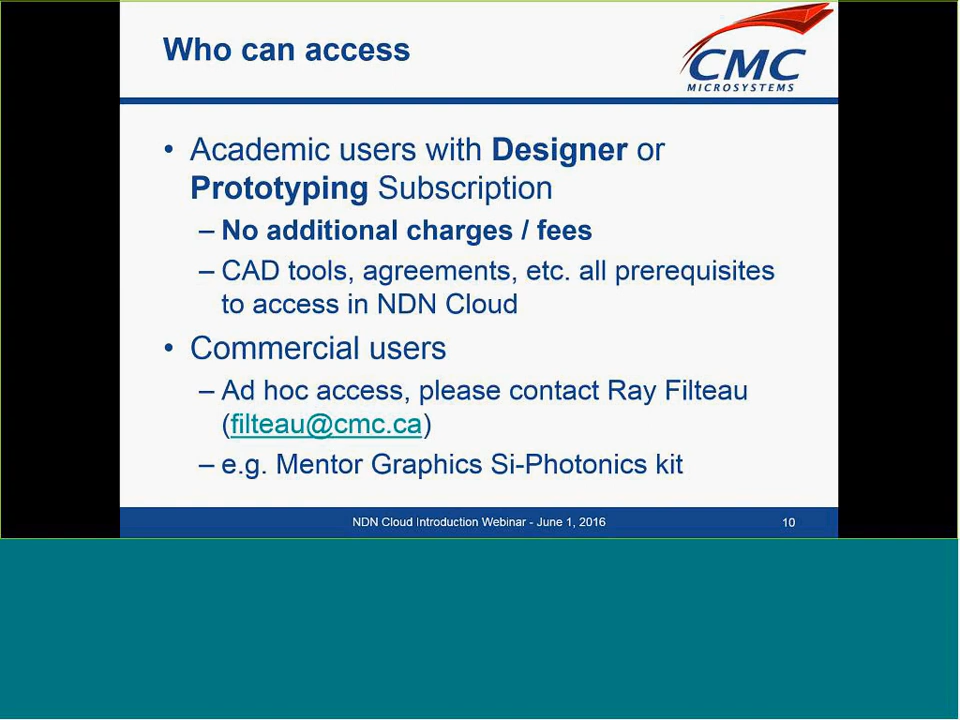 Who can access
CMC
MICROSYSTEMS
• Academic users with Designer or
Prototyping Subscription
– No additional charges / fees
– CAD tools, agreements, etc. all prerequisites
to access in NDN Cloud
• Commercial users
– Ad hoc access, please contact Ray Filteau
(filteau@cmc.ca)
– e.g. Mentor Graphics Si-Photonics kit
NDN Cloud Introduction Webinar - June 1, 2016
10